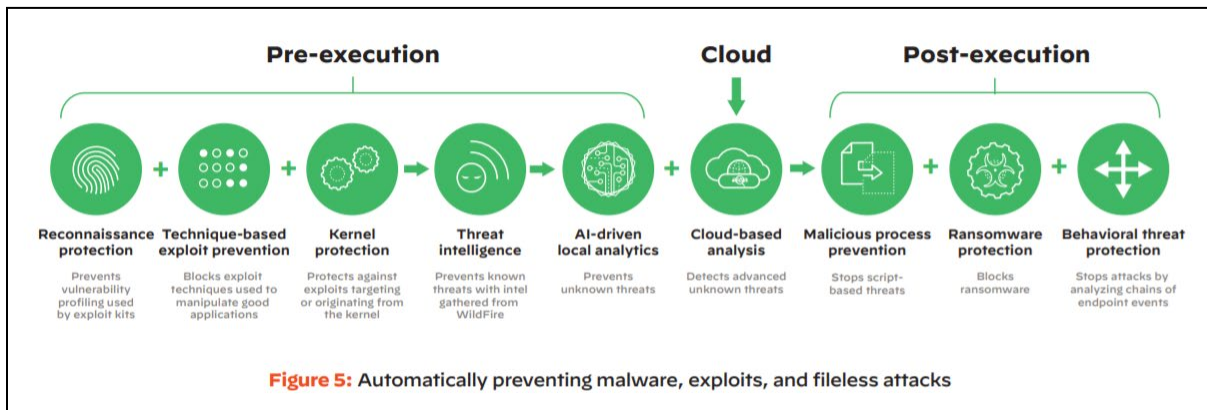 Pre-execution
Cloud
Post-execution
Reconnaissance
protection
Prevents
vulnerability
profiling used
by exploit kits
Technique-based
exploit prevention
Blocks exploit
techniques used to
manipulate good
applications
Kernel
protection
Protects against
exploits targeting
or originating from
the kernel
Threat
intelligence
Prevents known
threats with intel
gathered from
WildFire
AI-driven
local analytics
Prevents
unknown threats
Cloud-based
analysis
Detects advanced
unknown threats
Malicious process
prevention
Stops script-
based threats
Ransomware
protection
Blocks
ransomware
Behavioral threat
protection
Stops attacks by
analyzing chains of
endpoint events
Figure 5: Automatically preventing malware, exploits, and fileless attacks